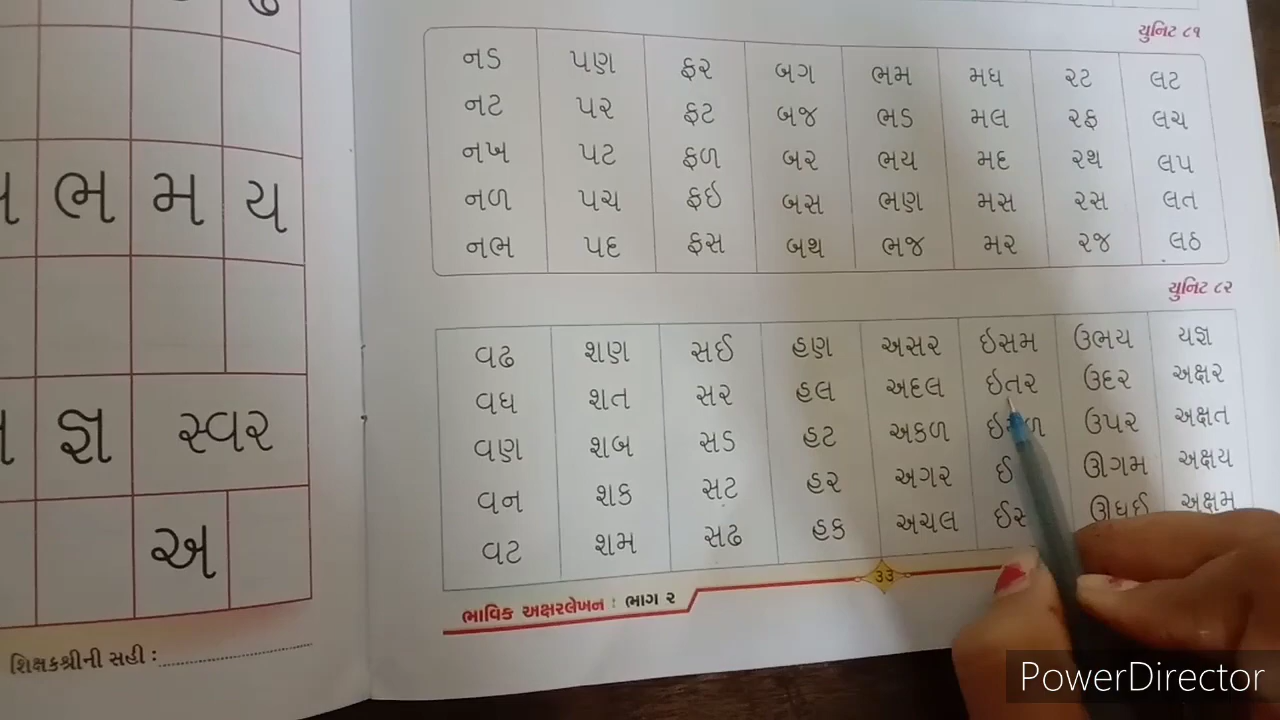 ભ મ ય
જ્ઞ સ્વર
અ
શિક્ષકશ્રીની સહી :
યુનિટ ૮૧
નડ પણ ફર બગ ભમ મધ રટ લટ
નટ પર ફટ બજ ભડ મલ રફ લચ
નખ પટ ફળ બર ભય મદ રથ લપ
નળ પચ ફઇ બસ ભણ મસ રસ લત
નભ પદ ફસ બથ ભજ મર રજ લઠ
યુનિટ ૮૨
વઢ શણ સઈ હણ અસર ઇસમ ઉભય યજ્ઞ
વધ શત સર હલ અદલ ઇતર ઉદર અક્ષર
વણ શબ સડ હટ અકળ ઉપર અક્ષત
વન શક સટ હર અગર ઊગમ અક્ષય
વટ શમ સઢ હક અચલ ઊધઈ અક્ષમ
ભાવિક અક્ષરલેખન : ભાગ ૨
૩૩
PowerDirector